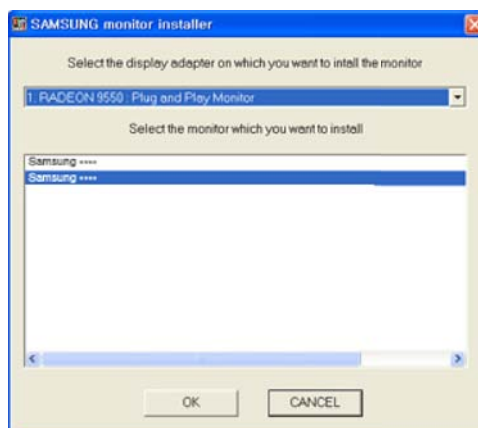 SAMSUNG monitor installer
Select the display adapter on which you want to intall the monitor
1: RADEON 9550 : Plug and Play Monitor
Select the monitor which you want to install
Samsung ****
Samsung ****
OK
CANCEL